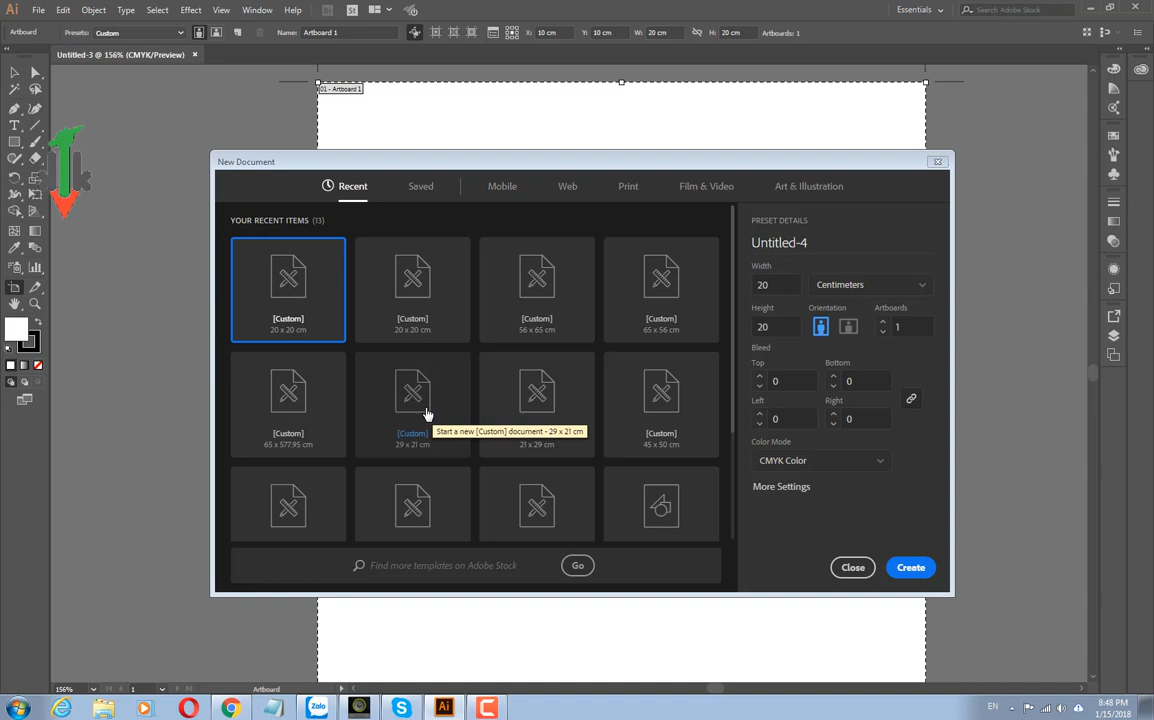 Ai File Edit Object Type Select Effect View Window Help Br St Essentials Search Adobe Stock
Artboard Presets: Custom Name: Artboard 1 X: 10 cm Y: 10 cm W: 20 cm H: 20 cm Artboards: 1
Untitled-3 @ 156% (CMYK/Preview) ×
01 - Artboard 1
New Document
Recent Saved Mobile Web Print Film & Video Art & Illustration
YOUR RECENT ITEMS (13)
[Custom] [Custom] [Custom] [Custom]
20 x 20 cm 20 x 20 cm 56 x 65 cm 65 x 56 cm
[Custom] [Custom] [Custom]
65 x 577.95 cm 29 x 21 cm 21 x 29 cm 45 x 50 cm
Start a new [Custom] document - 29 x 21 cm
Find more templates on Adobe Stock Go
PRESET DETAILS
Untitled-4
Width
20 Centimeters
Height Orientation Artboards
20 1
Bleed
Top Bottom
0 0
Left Right
0 0
Color Mode
CMYK Color
More Settings
Close Create
156% 1 Artboard
Zalo Ai EN 8:48 PM
1/15/2018